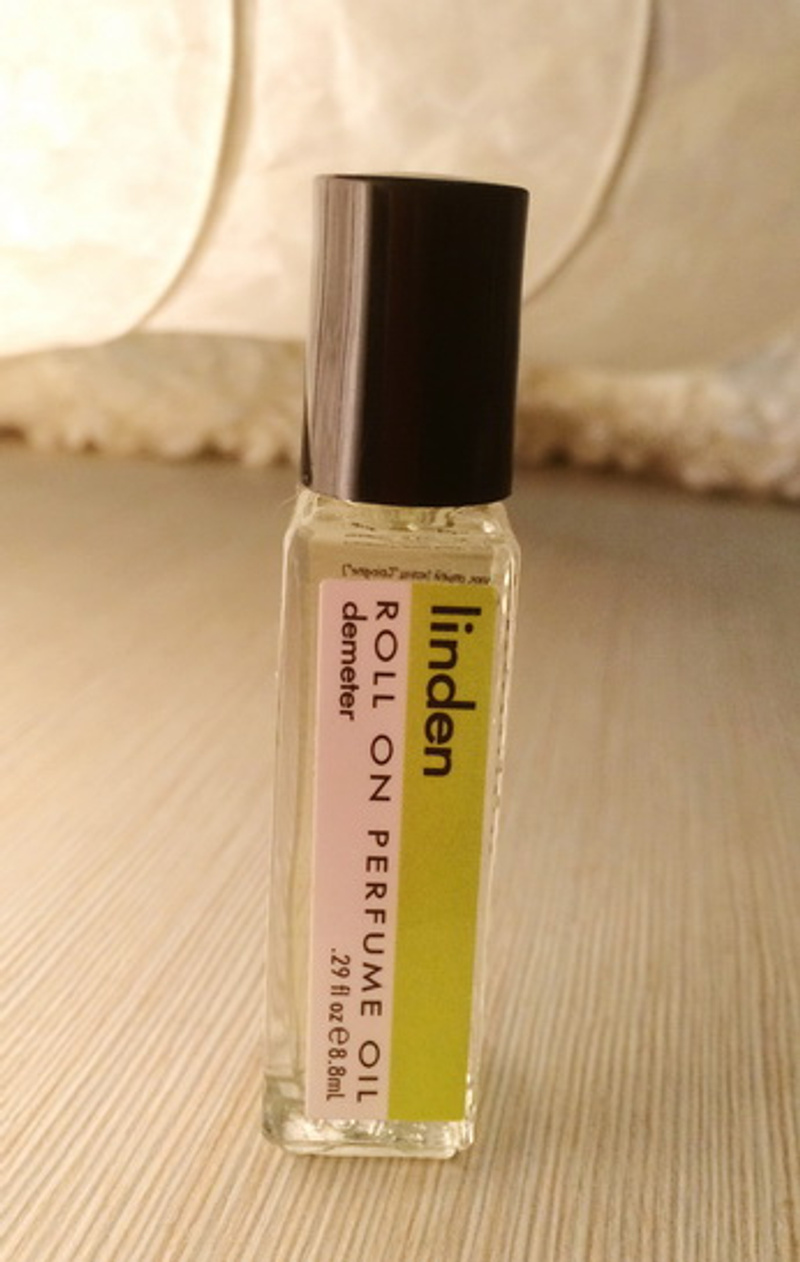 linden
ROLL ON PERFUME OIL
demeter
.29 fl oz ℮ 8.8mL